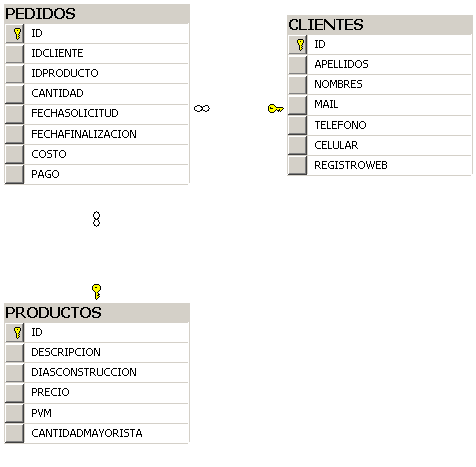 PEDIDOS
ID
IDCLIENTE
IDPRODUCTO
CANTIDAD
FECHASOLICITUD
FECHAFINALIZACION
COSTO
PAGO
CLIENTES
ID
APELLIDOS
NOMBRES
MAIL
TELEFONO
CELULAR
REGISTROWEB
PRODUCTOS
ID
DESCRIPCION
DIASCONSTRUCCION
PRECIO
PVM
CANTIDADMAYORISTA